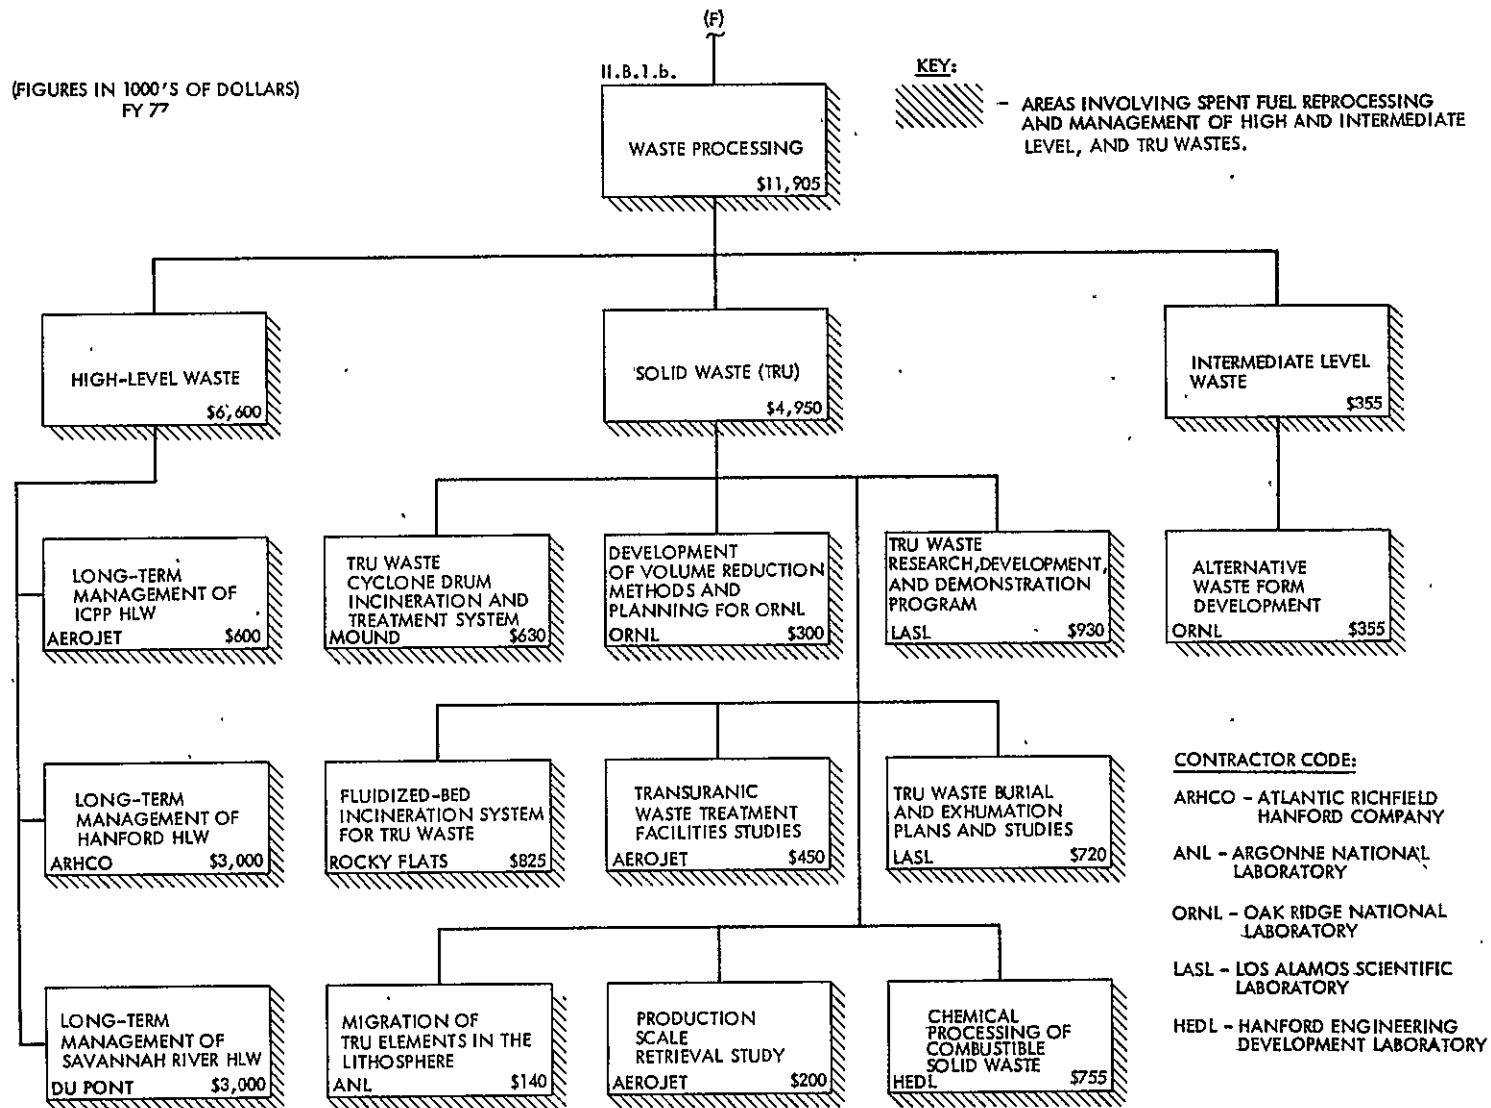 (F)
(FIGURES IN 1000'S OF DOLLARS)
FY 77
II.B.1.b.
WASTE PROCESSING
$11,905
KEY:
- AREAS INVOLVING SPENT FUEL REPROCESSING
AND MANAGEMENT OF HIGH AND INTERMEDIATE
LEVEL, AND TRU WASTES.
HIGH-LEVEL WASTE
$6,600
SOLID WASTE (TRU)
$4,950
INTERMEDIATE LEVEL
WASTE
$355
LONG-TERM
MANAGEMENT OF
ICPP HLW
AEROJET $600
TRU WASTE
CYCLONE DRUM
INCINERATION AND
TREATMENT SYSTEM
MOUND $630
DEVELOPMENT
OF VOLUME REDUCTION
METHODS AND
PLANNING FOR ORNL
ORNL $300
TRU WASTE
RESEARCH, DEVELOPMENT,
AND DEMONSTRATION
PROGRAM
LASL $930
ALTERNATIVE
WASTE FORM
DEVELOPMENT
ORNL $355
LONG-TERM
MANAGEMENT OF
HANFORD HLW
ARHCO $3,000
FLUIDIZED-BED
INCINERATION SYSTEM
FOR TRU WASTE
ROCKY FLATS $825
TRANSURANIC
WASTE TREATMENT
FACILITIES STUDIES
AEROJET $450
TRU WASTE BURIAL
AND EXHUMATION
PLANS AND STUDIES
LASL $720
LONG-TERM
MANAGEMENT OF
SAVANNAH RIVER HLW
DU PONT $3,000
MIGRATION OF
TRU ELEMENTS IN THE
LITHOSPHERE
ANL $140
PRODUCTION
SCALE
RETRIEVAL STUDY
AEROJET $200
CHEMICAL
PROCESSING OF
COMBUSTIBLE
SOLID WASTE
HEDL $755
CONTRACTOR CODE:
ARHCO - ATLANTIC RICHFIELD
HANFORD COMPANY
ANL - ARGONNE NATIONAL
LABORATORY
ORNL - OAK RIDGE NATIONAL
LABORATORY
LASL - LOS ALAMOS SCIENTIFIC
LABORATORY
HEDL - HANFORD ENGINEERING
DEVELOPMENT LABORATORY